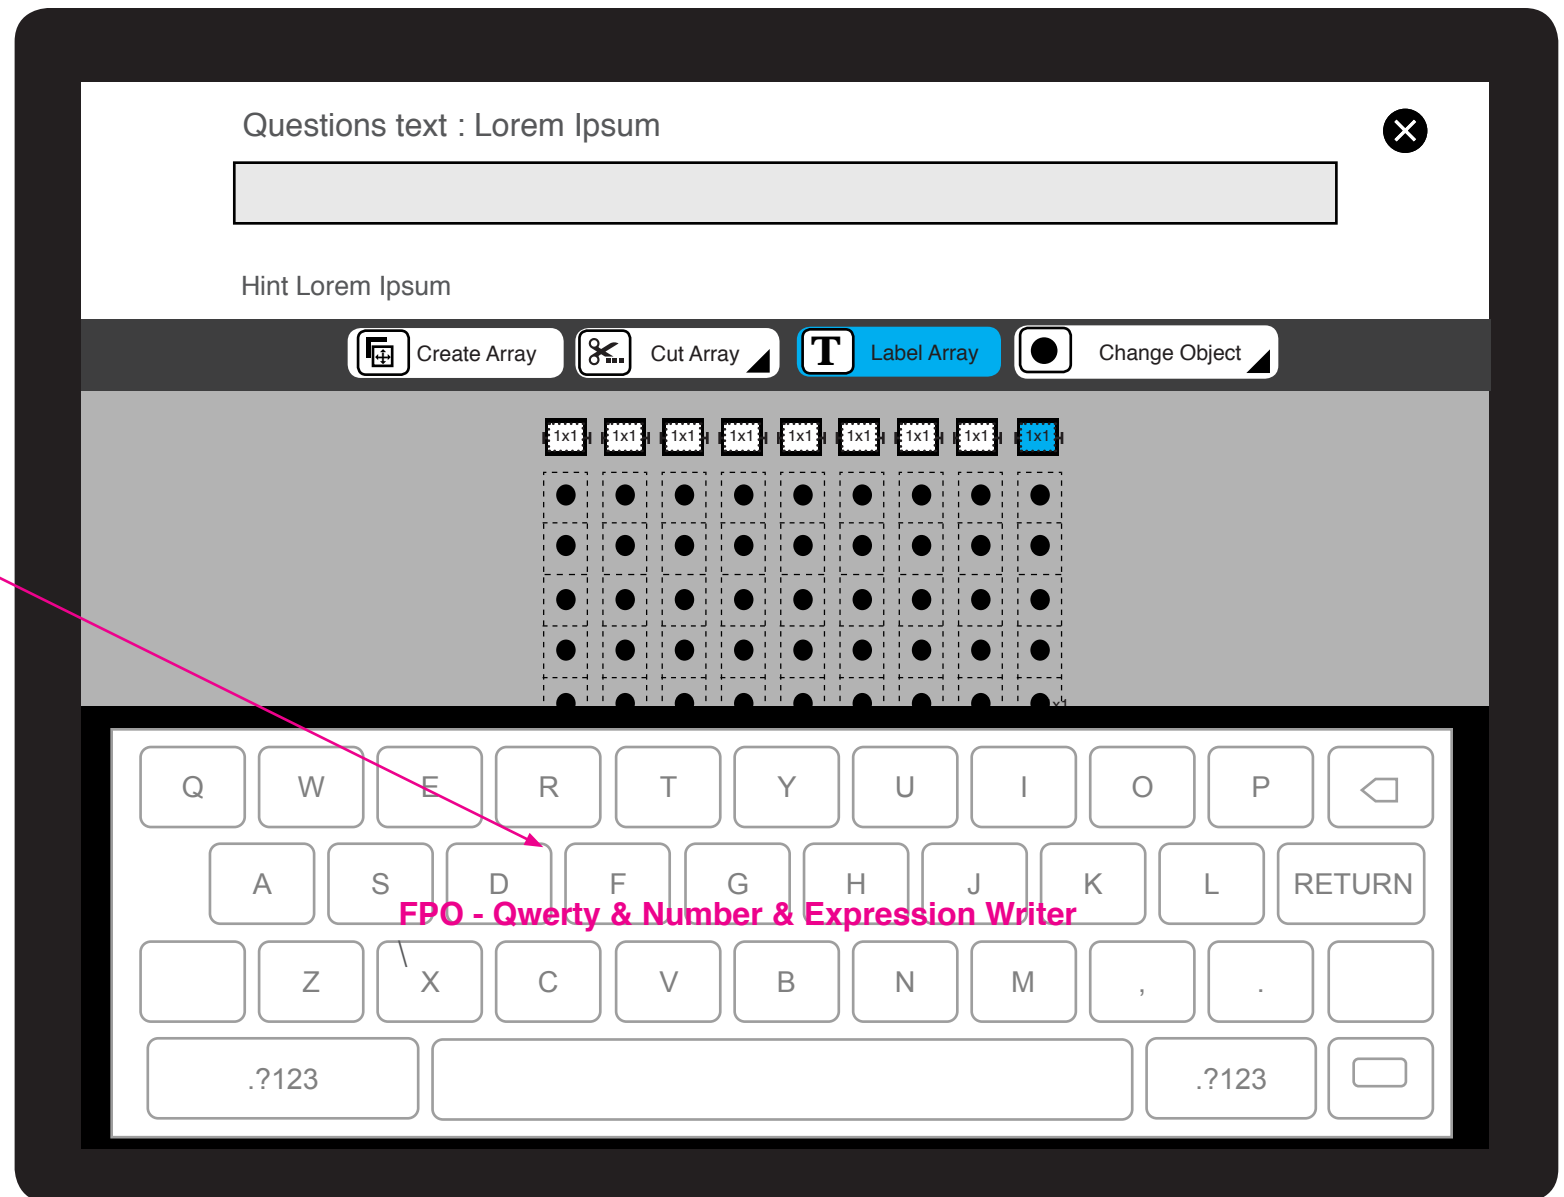 Questions text : Lorem Ipsum
Hint Lorem Ipsum
Create Array Cut Array T Label Array Change Object
1x1 1x1 1x1 1x1 1x1 1x1 1x1 1x1 1x1
x1
Q W E R T Y U I O P
A S D F G H J K L RETURN
FPO - Qwerty & Number & Expression Writer
\
Z X C V B N M , .
.?123 .?123